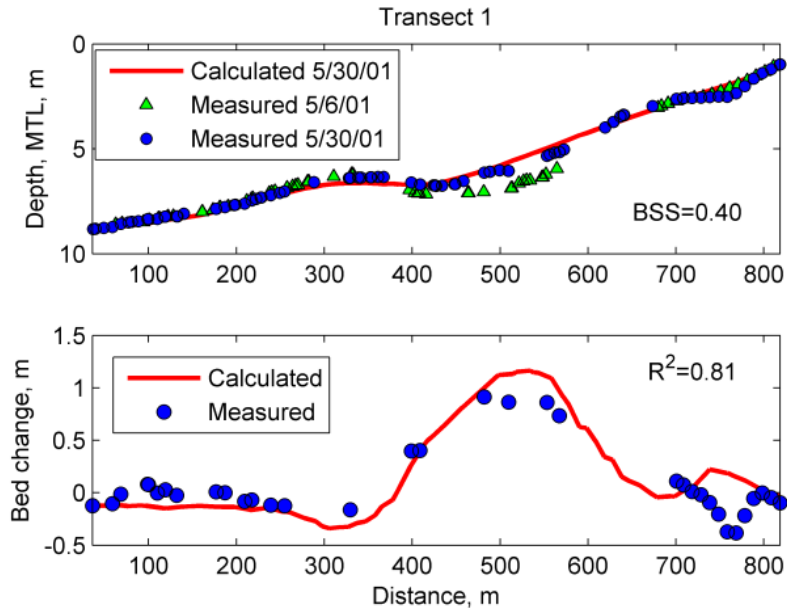 Transect 1
0
5
10
Depth, MTL, m
Calculated 5/30/01
Measured 5/6/01
Measured 5/30/01
BSS=0.40
100 200 300 400 500 600 700 800
1.5
1
0.5
0
-0.5
Bed change, m
Calculated
Measured
R²=0.81
100 200 300 400 500 600 700 800
Distance, m